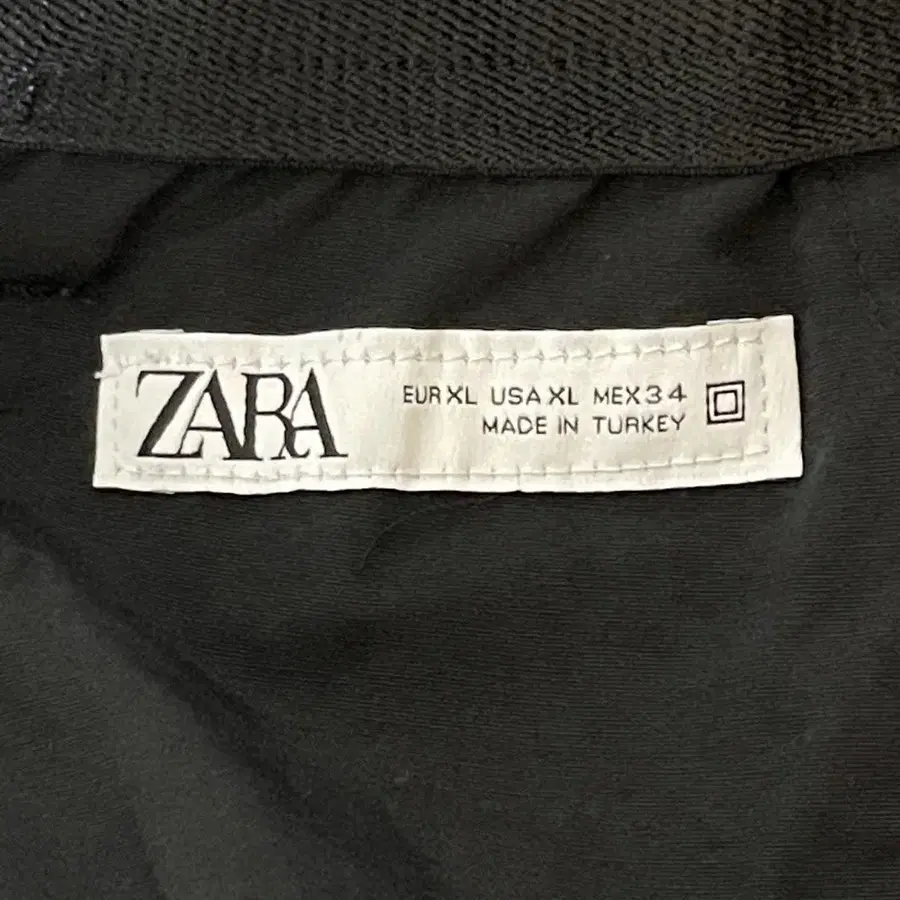 ZARA
EUR XL USA XL MEX 34
MADE IN TURKEY